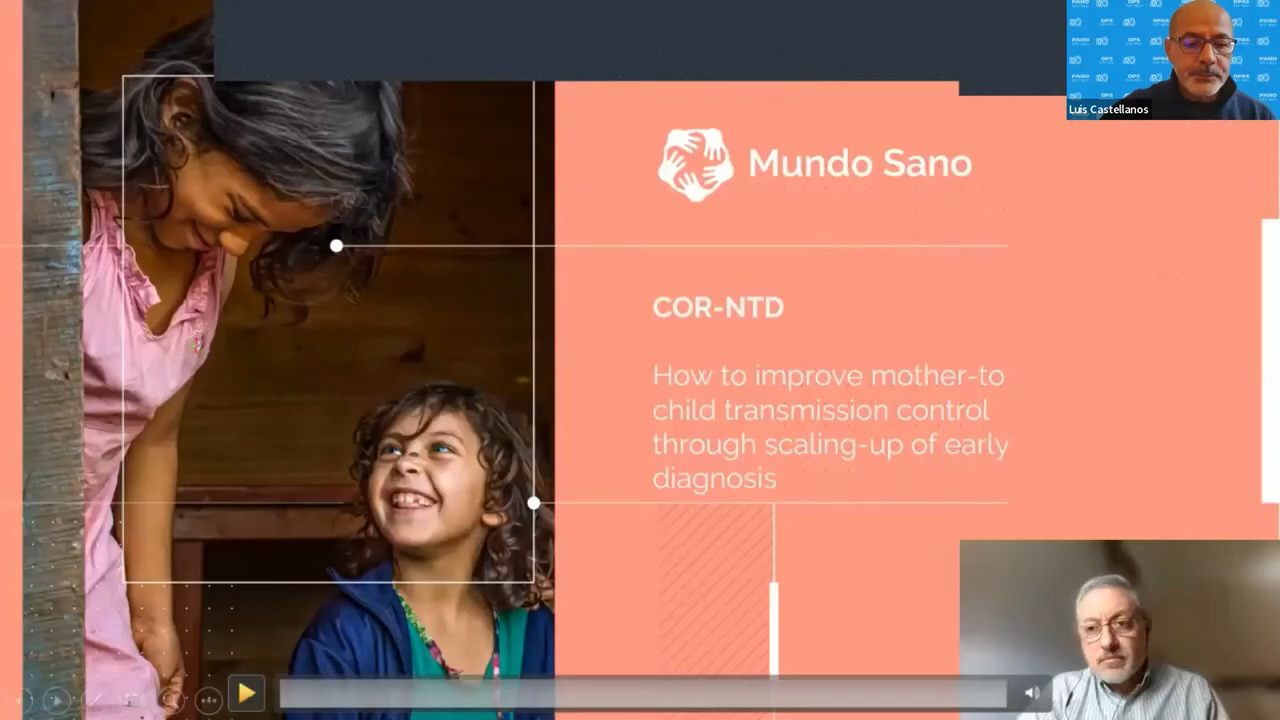 Luis Castellanos
Mundo Sano
COR-NTD
How to improve mother-to
child transmission control
through scaling-up of early
diagnosis